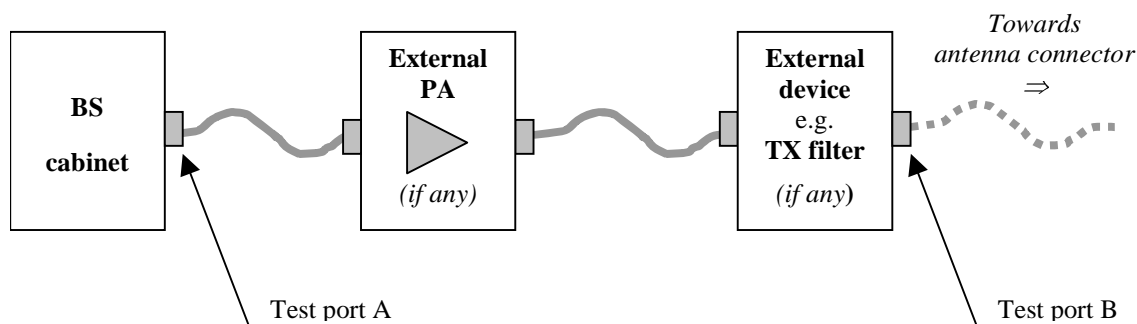 BS
cabinet
External
PA
(if any)
External
device
e.g.
TX filter
(if any)
Towards
antenna connector
⇒
Test port A
Test port B